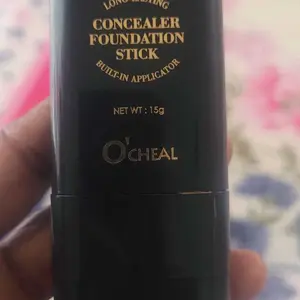 LONG LASTING
CONCEALER
FOUNDATION
STICK
BUILT-IN APPLICATOR
NET WT : 15g
O'CHEAL